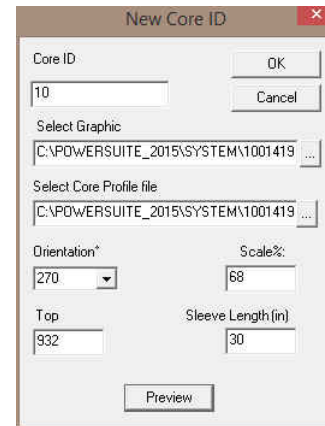 New Core ID
Core ID
OK
10
Cancel
Select Graphic
C:\POWERSUITE_2015\SYSTEM\1001419 ...
Select Core Profile file
C:\POWERSUITE_2015\SYSTEM\1001419 ...
Orientation° Scale%:
270 68
Top Sleeve Length (in)
932 30
Preview